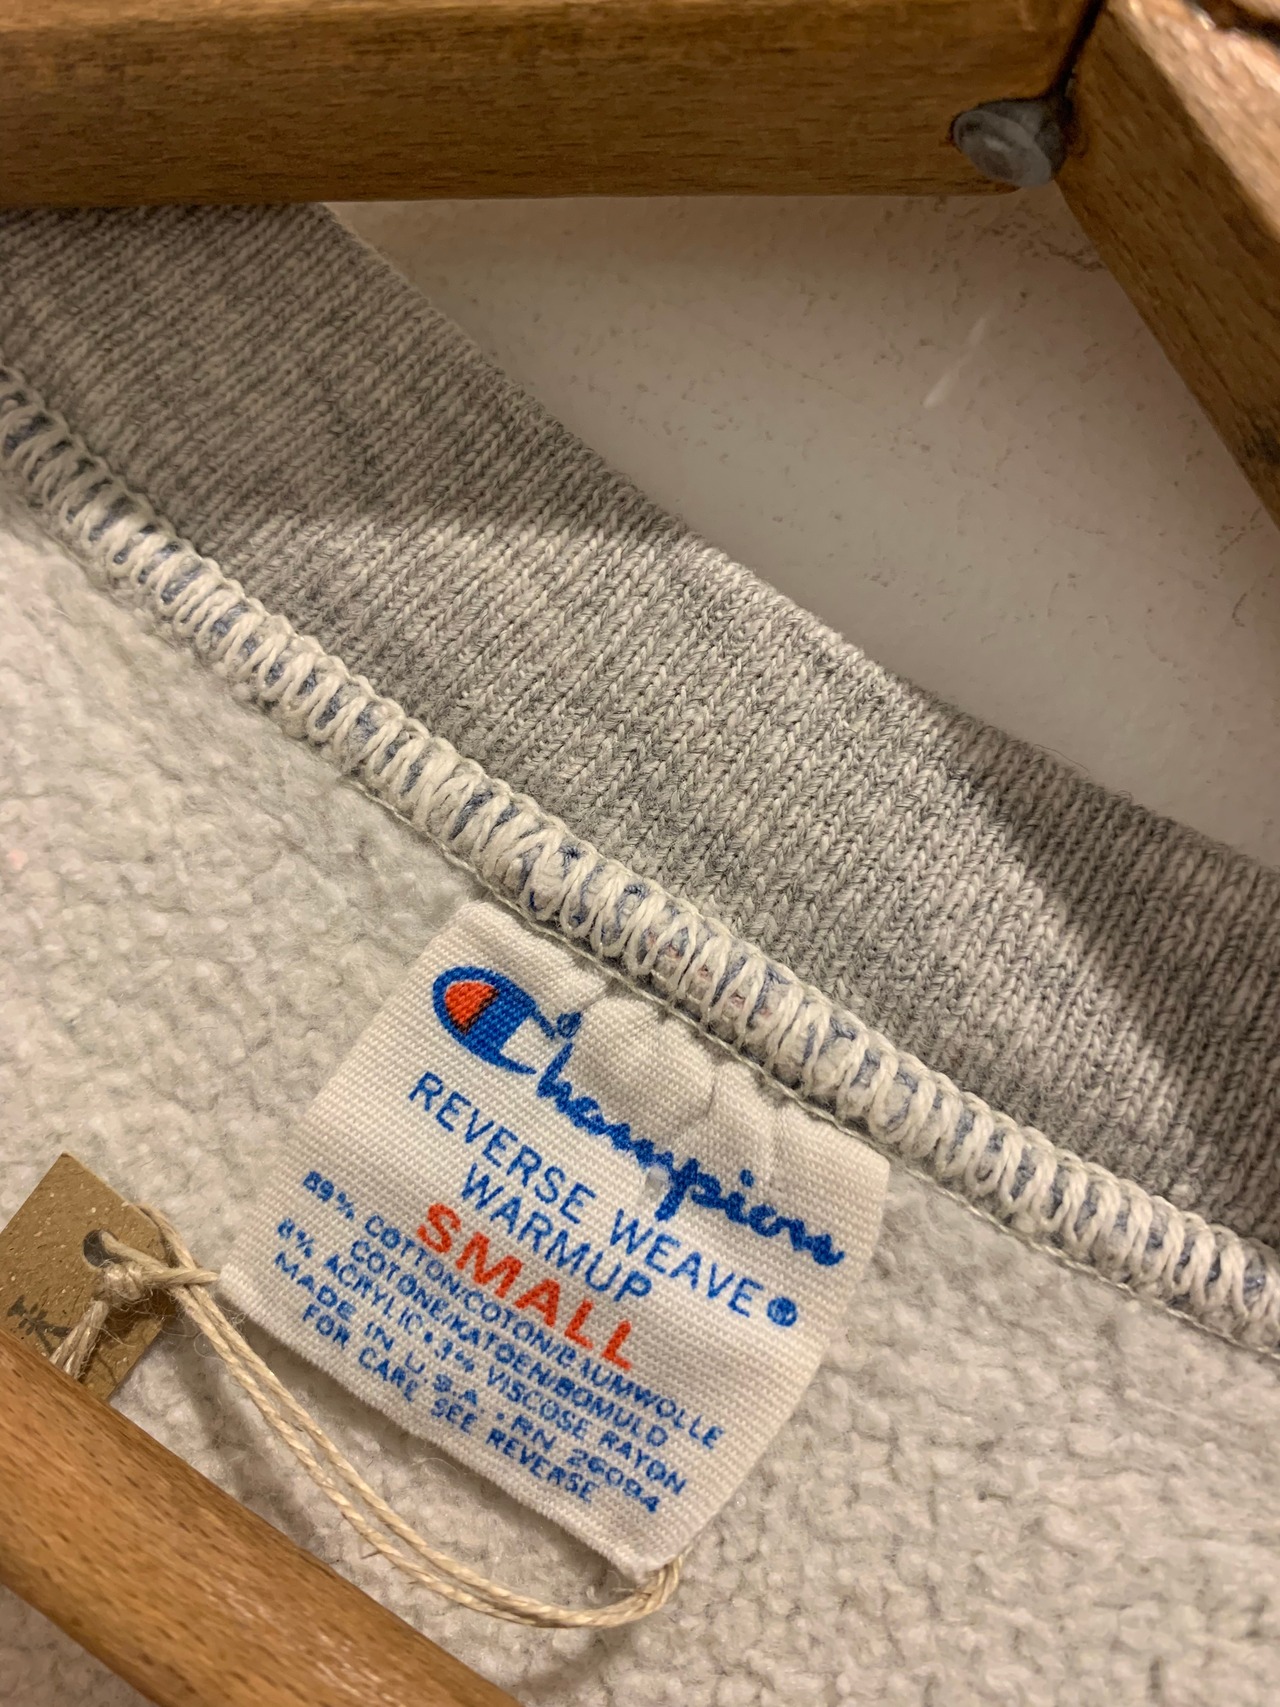 Champion®
REVERSE WEAVE®
WARMUP
SMALL
89% COTTON/COTON/BAUMWOLLE
COTONE/KATOEN/BOMULD
8% ACRYLIC • 3% VISCOSE RAYON
MADE IN U.S.A • RN 26094
FOR CARE SEE REVERSE